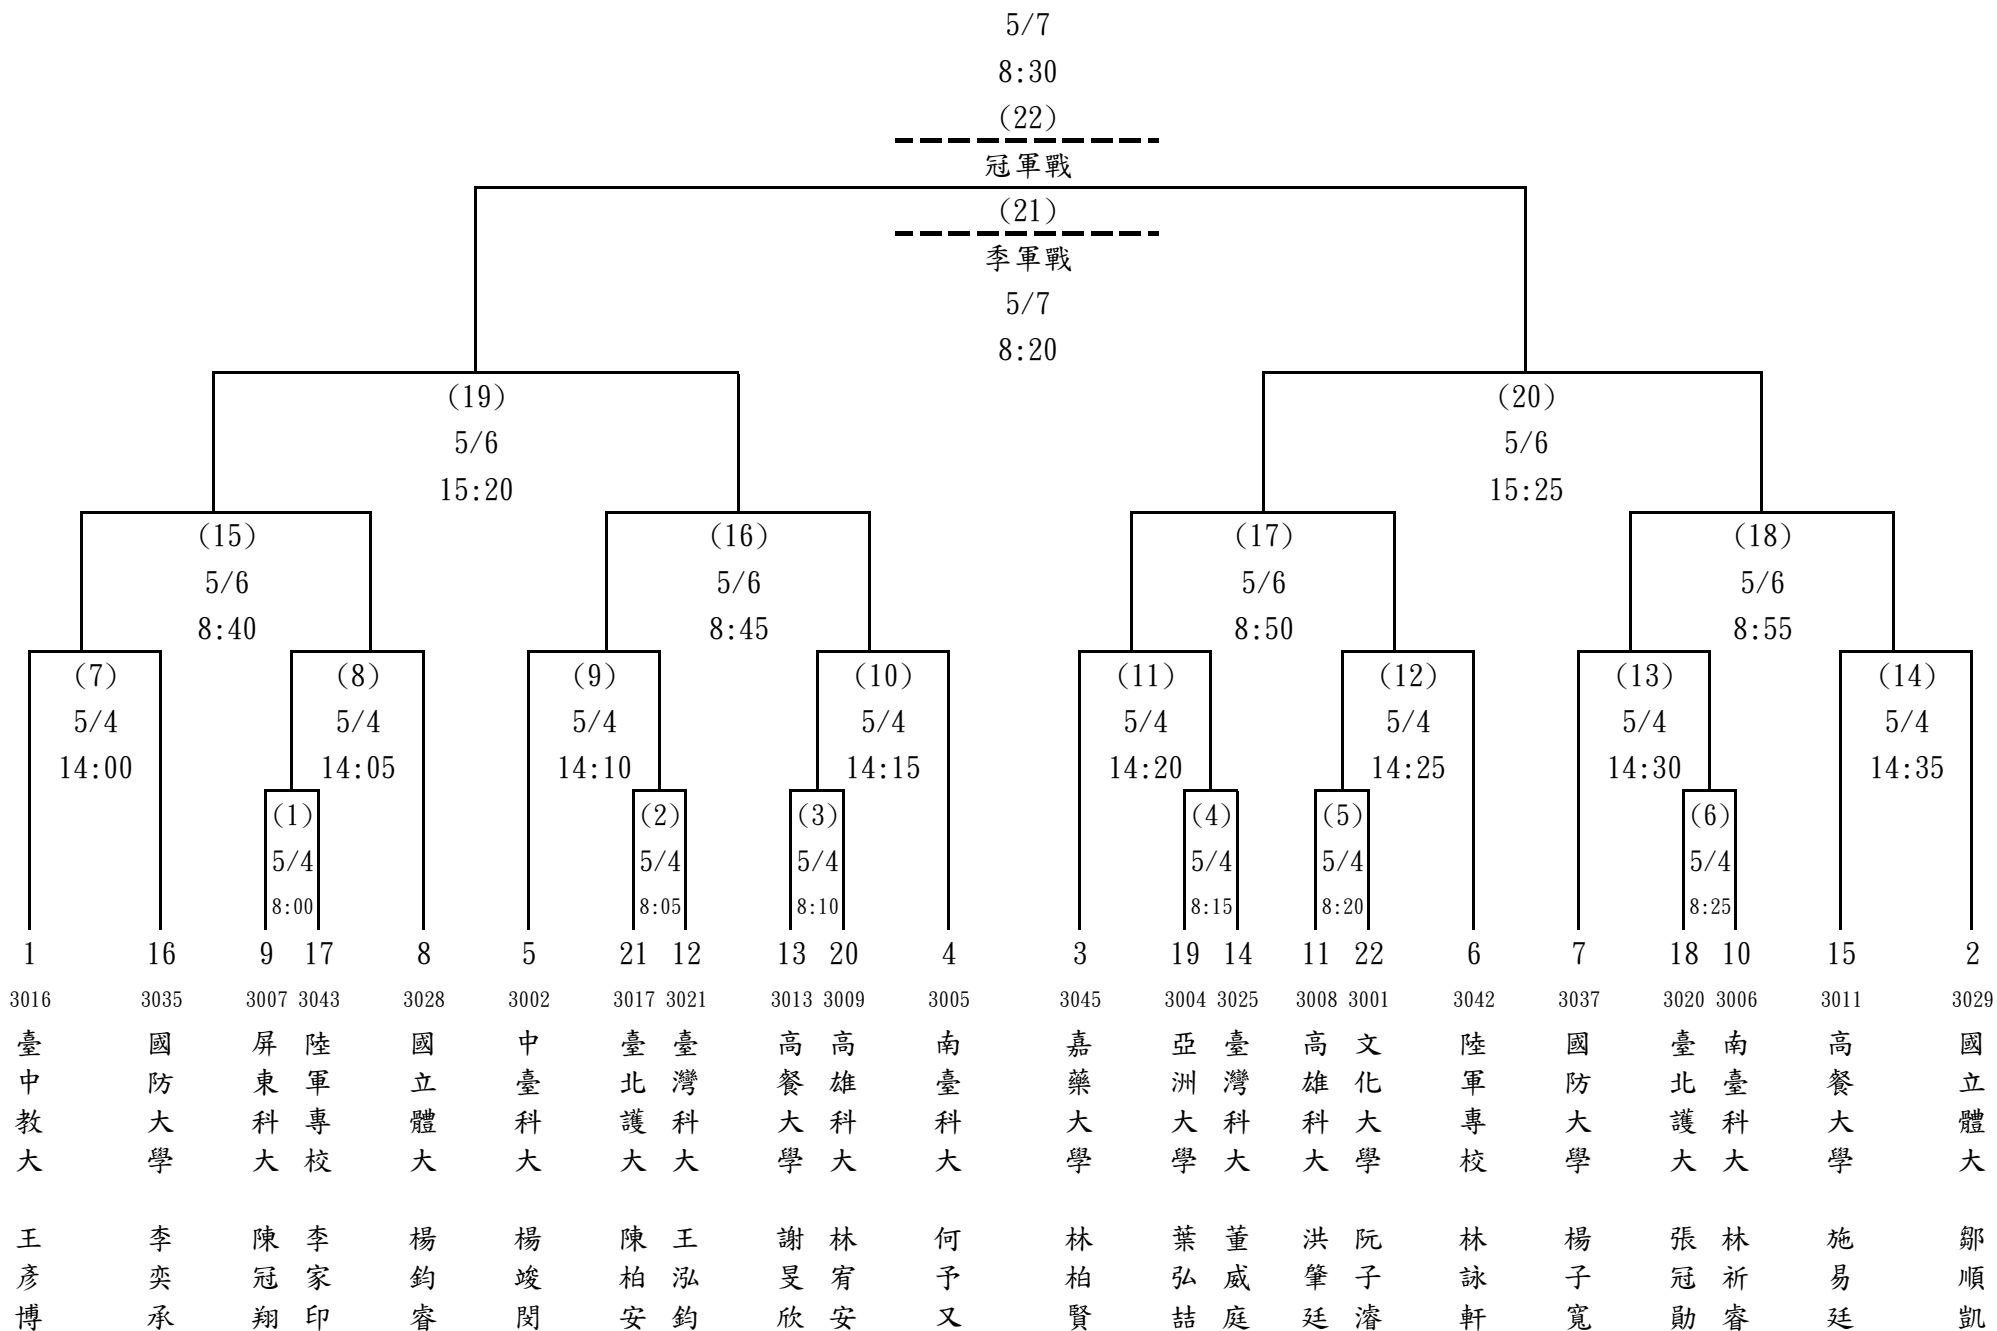 5/7
8:30
(22)
冠軍戰
(21)
季軍戰
5/7
8:20
(19) (20)
5/6 5/6
15:20 15:25
(15) (16) (17) (18)
5/6 5/6 5/6 5/6
8:40 8:45 8:50 8:55
(7) (8) (9) (10) (11) (12) (13) (14)
5/4 5/4 5/4 5/4 5/4 5/4 5/4 5/4
14:00 14:05 14:10 14:15 14:20 14:25 14:30 14:35
(1) (2) (3) (4) (5) (6)
5/4 5/4 5/4 5/4 5/4 5/4
8:00 8:05 8:10 8:15 8:20 8:25
1 16 9 17 8 5 21 12 13 20 4 3 19 14 11 22 6 7 18 10 15 2
3016 3035 3007 3043 3028 3002 3017 3021 3013 3009 3005 3045 3004 3025 3008 3001 3042 3037 3020 3006 3011 3029
臺中教大 王彥博
國防大學 李奕承
屏東科大 陳冠翔
陸軍專校 李家印
國立體大 楊鈞睿
中臺科大 楊竣閔
臺北護大 陳柏安
臺灣科大 王泓鈞
高餐大學 謝旻欣
高雄科大 林宥安
南臺科大 何予又
嘉藥大學 林柏賢
亞洲大學 葉弘喆
臺灣科大 董威庭
高雄科大 洪肇廷
文化大學 阮子濬
陸軍專校 林詠軒
國防大學 楊子寬
臺北護大 張冠勛
南臺科大 林祈睿
高餐大學 施易廷
國立體大 鄒順凱